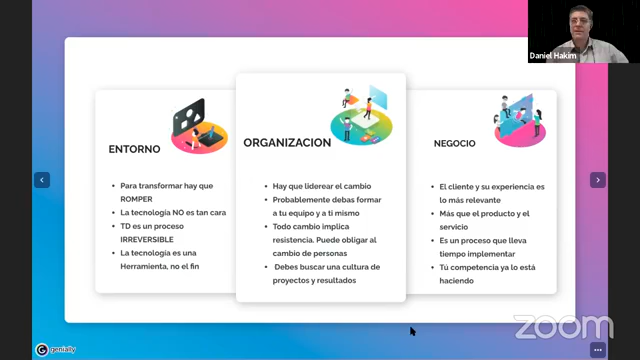 Daniel Hakim
ENTORNO
Para transformar hay que
ROMPER
La tecnología NO es tan cara
TD es un proceso
IRREVERSIBLE
La tecnología es una
Herramienta, no el fin
ORGANIZACION
Hay que liderear el cambio
Probablemente debas formar
a tu equipo y a ti mismo
Todo cambio implica
resistencia. Puede obligar al
cambio de personas
Debes buscar una cultura de
proyectos y resultados
NEGOCIO
El cliente y su experiencia es
lo más relevante
Más que el producto y el
servicio
Es un proceso que lleva
tiempo implementar
Tú competencia ya lo está
haciendo
genially
zoom